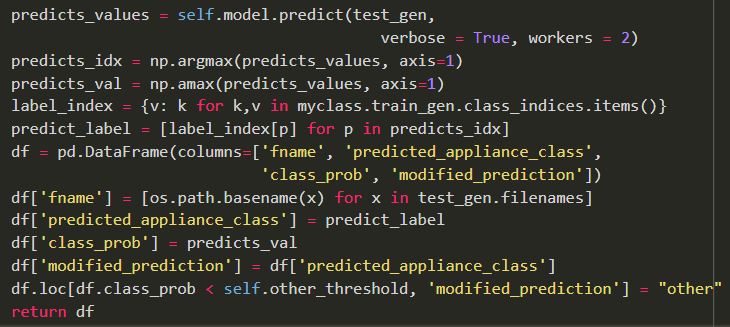 predicts_values = self.model.predict(test_gen,
verbose = True, workers = 2)
predicts_idx = np.argmax(predicts_values, axis=1)
predicts_val = np.amax(predicts_values, axis=1)
label_index = {v: k for k,v in myclass.train_gen.class_indices.items()}
predict_label = [label_index[p] for p in predicts_idx]
df = pd.DataFrame(columns=['fname', 'predicted_appliance_class',
'class_prob', 'modified_prediction'])
df['fname'] = [os.path.basename(x) for x in test_gen.filenames]
df['predicted_appliance_class'] = predict_label
df['class_prob'] = predicts_val
df['modified_prediction'] = df['predicted_appliance_class']
df.loc[df.class_prob < self.other_threshold, 'modified_prediction'] = "other"
return df